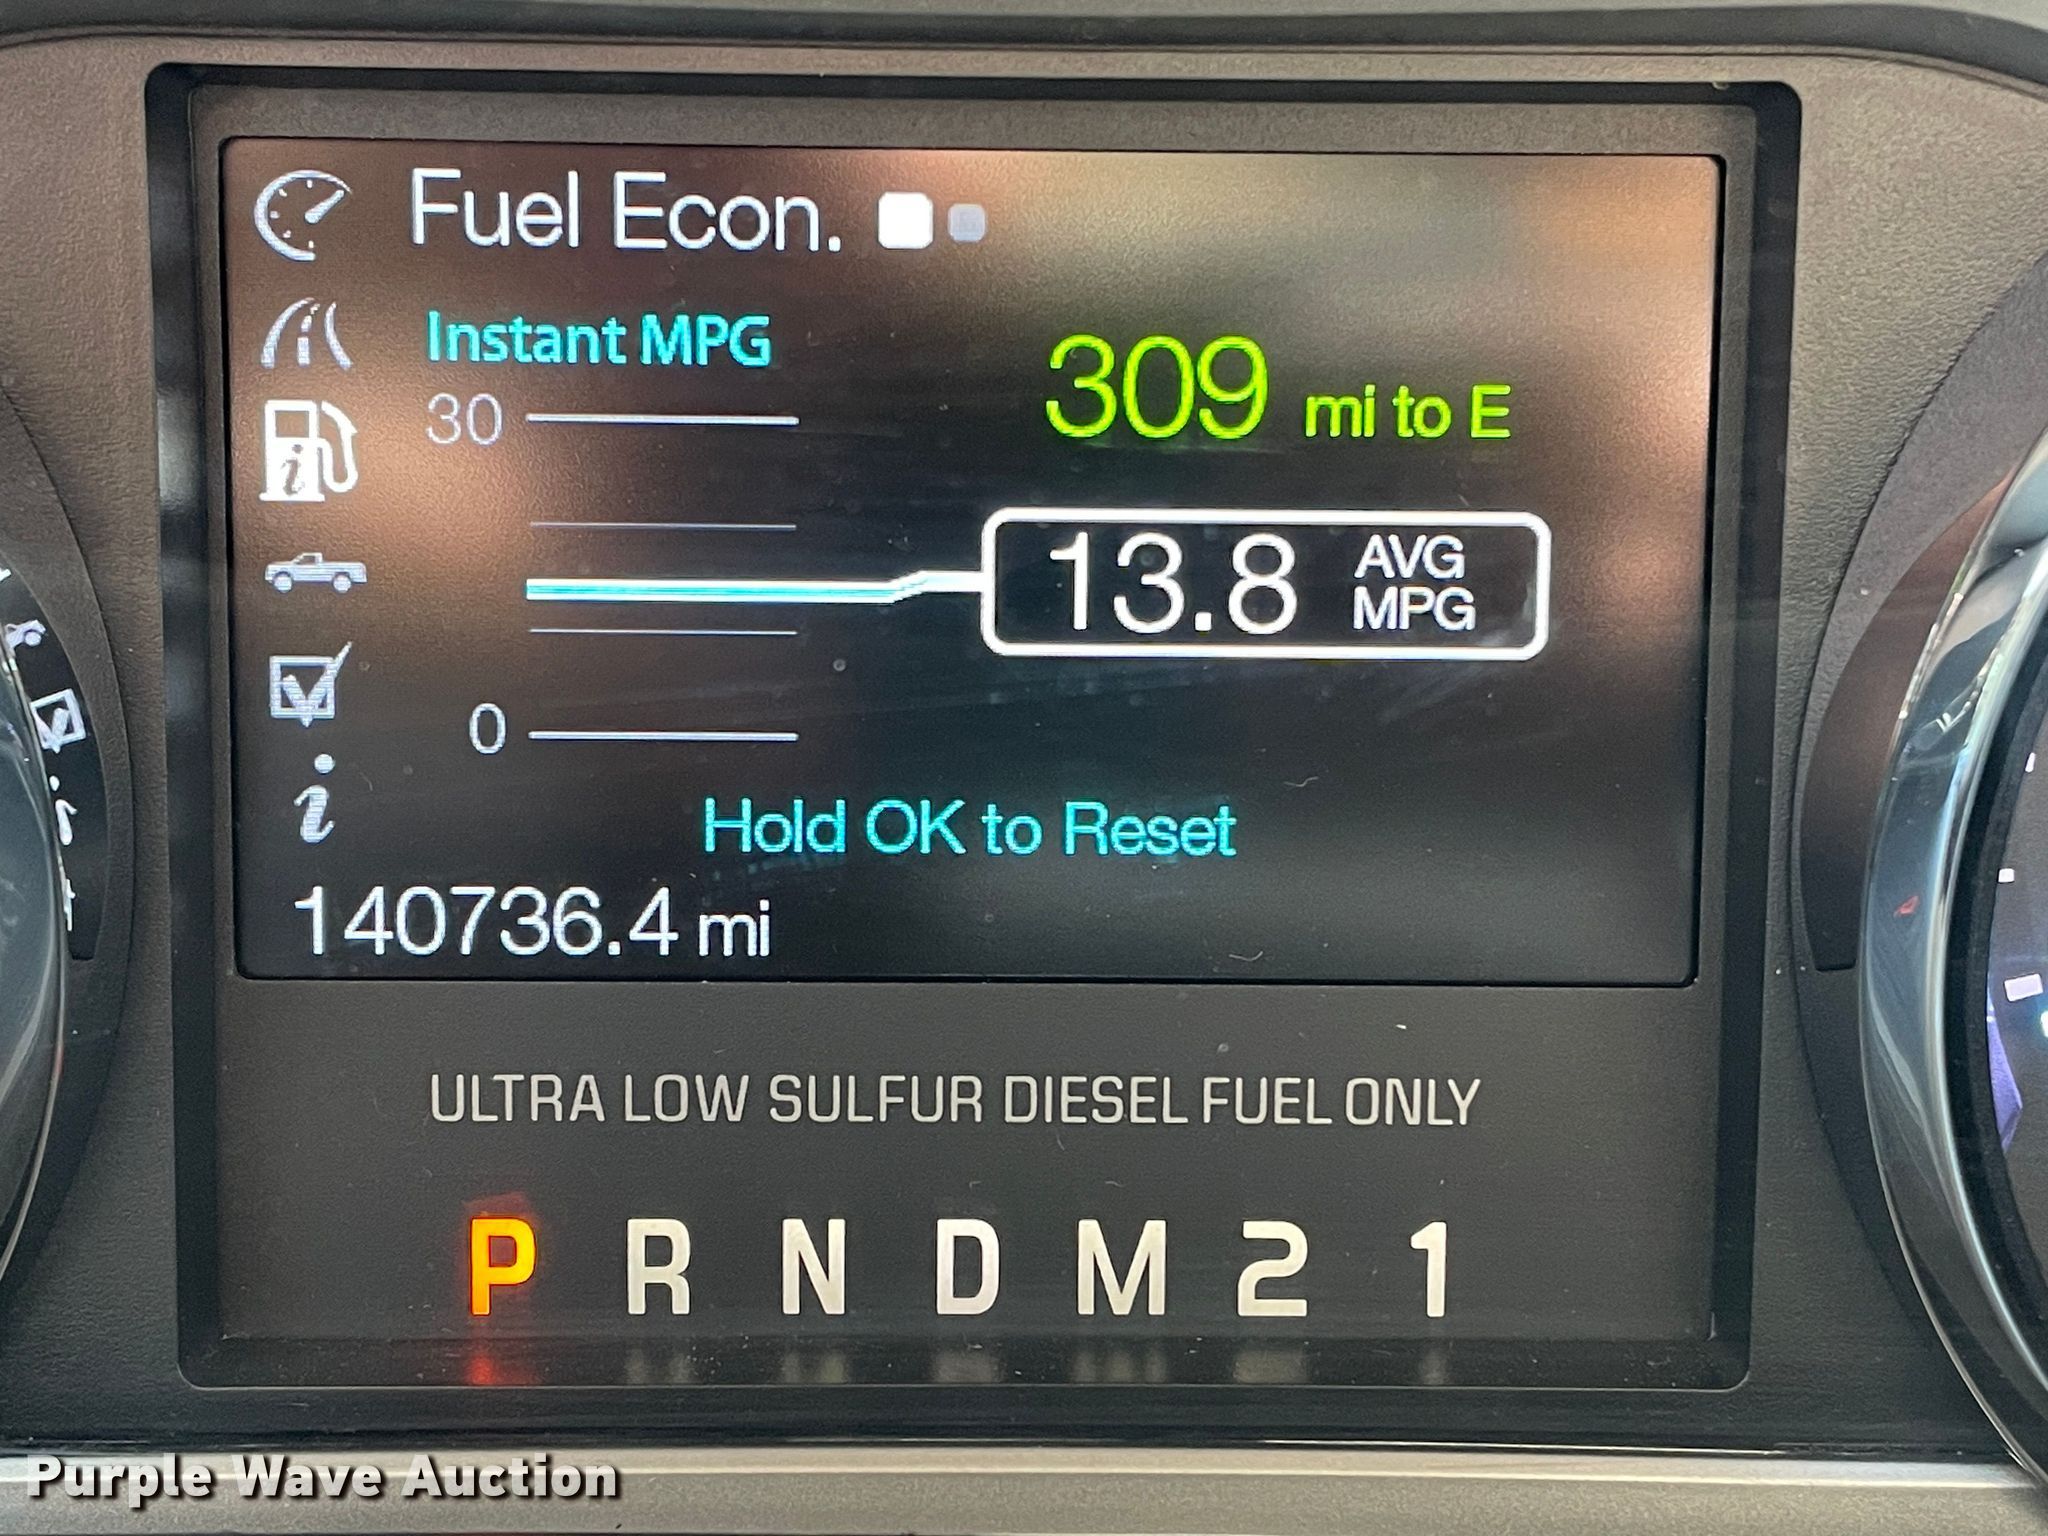 Fuel Econ.
Instant MPG
30
309 mi to E
13.8 AVG MPG
0
Hold OK to Reset
140736.4 mi
ULTRA LOW SULFUR DIESEL FUEL ONLY
P R N D M 2 1
Purple Wave Auction